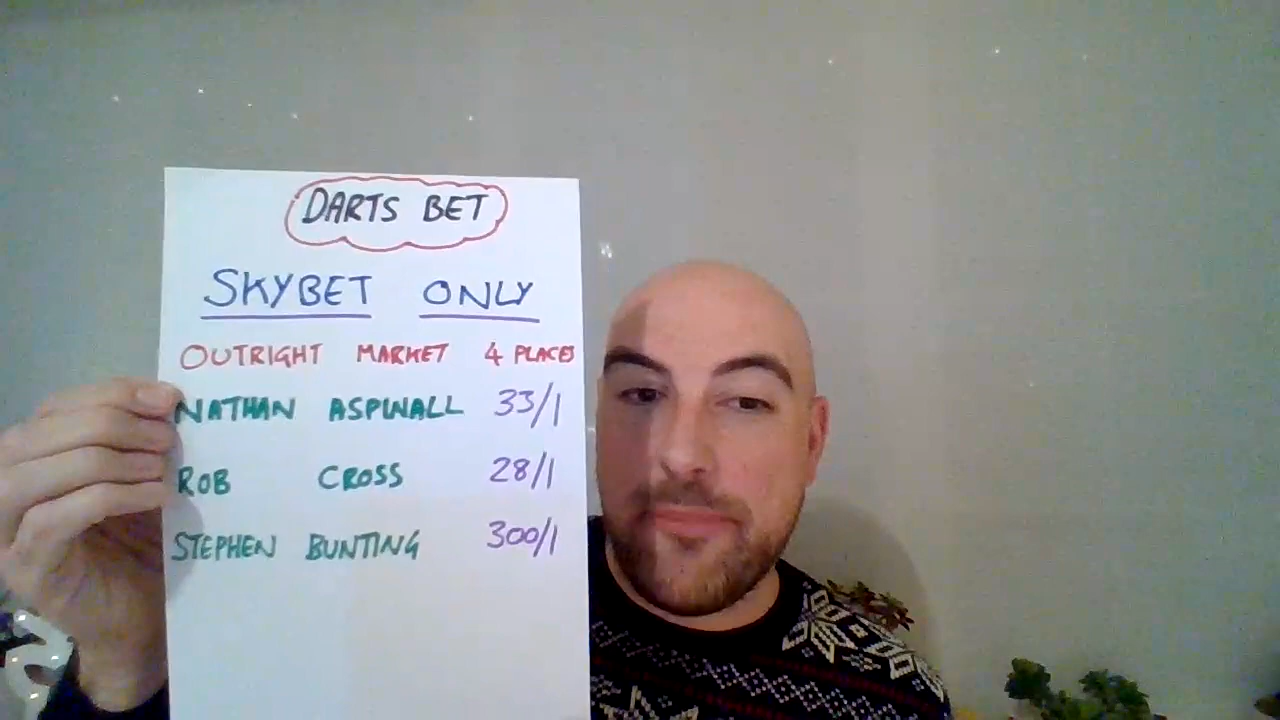 DARTS BET
SKYBET ONLY
OUTRIGHT MARKET 4 PLACES
NATHAN ASPINALL 33/1
ROB CROSS 28/1
STEPHEN BUNTING 300/1